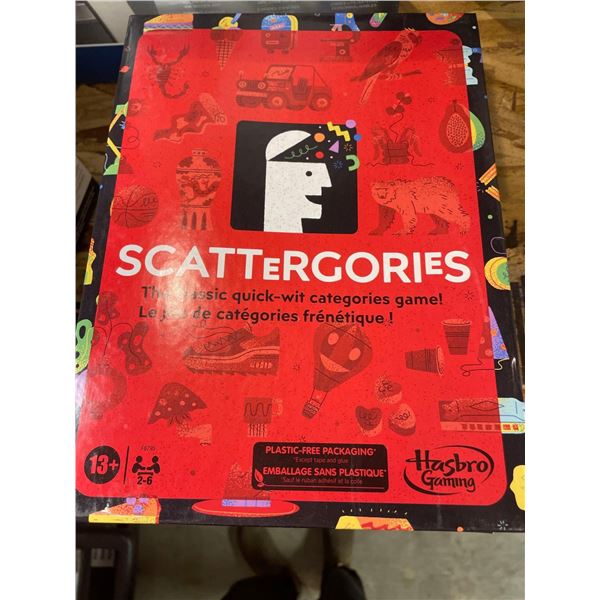 SCATTERGORIES
The classic quick-wit categories game!
Le jeu de catégories frénétique !
F6795
13+
2-6
PLASTIC-FREE PACKAGING*
*Except tape and glue
EMBALLAGE SANS PLASTIQUE*
*Sauf le ruban adhésif et la colle
Hasbro
Gaming